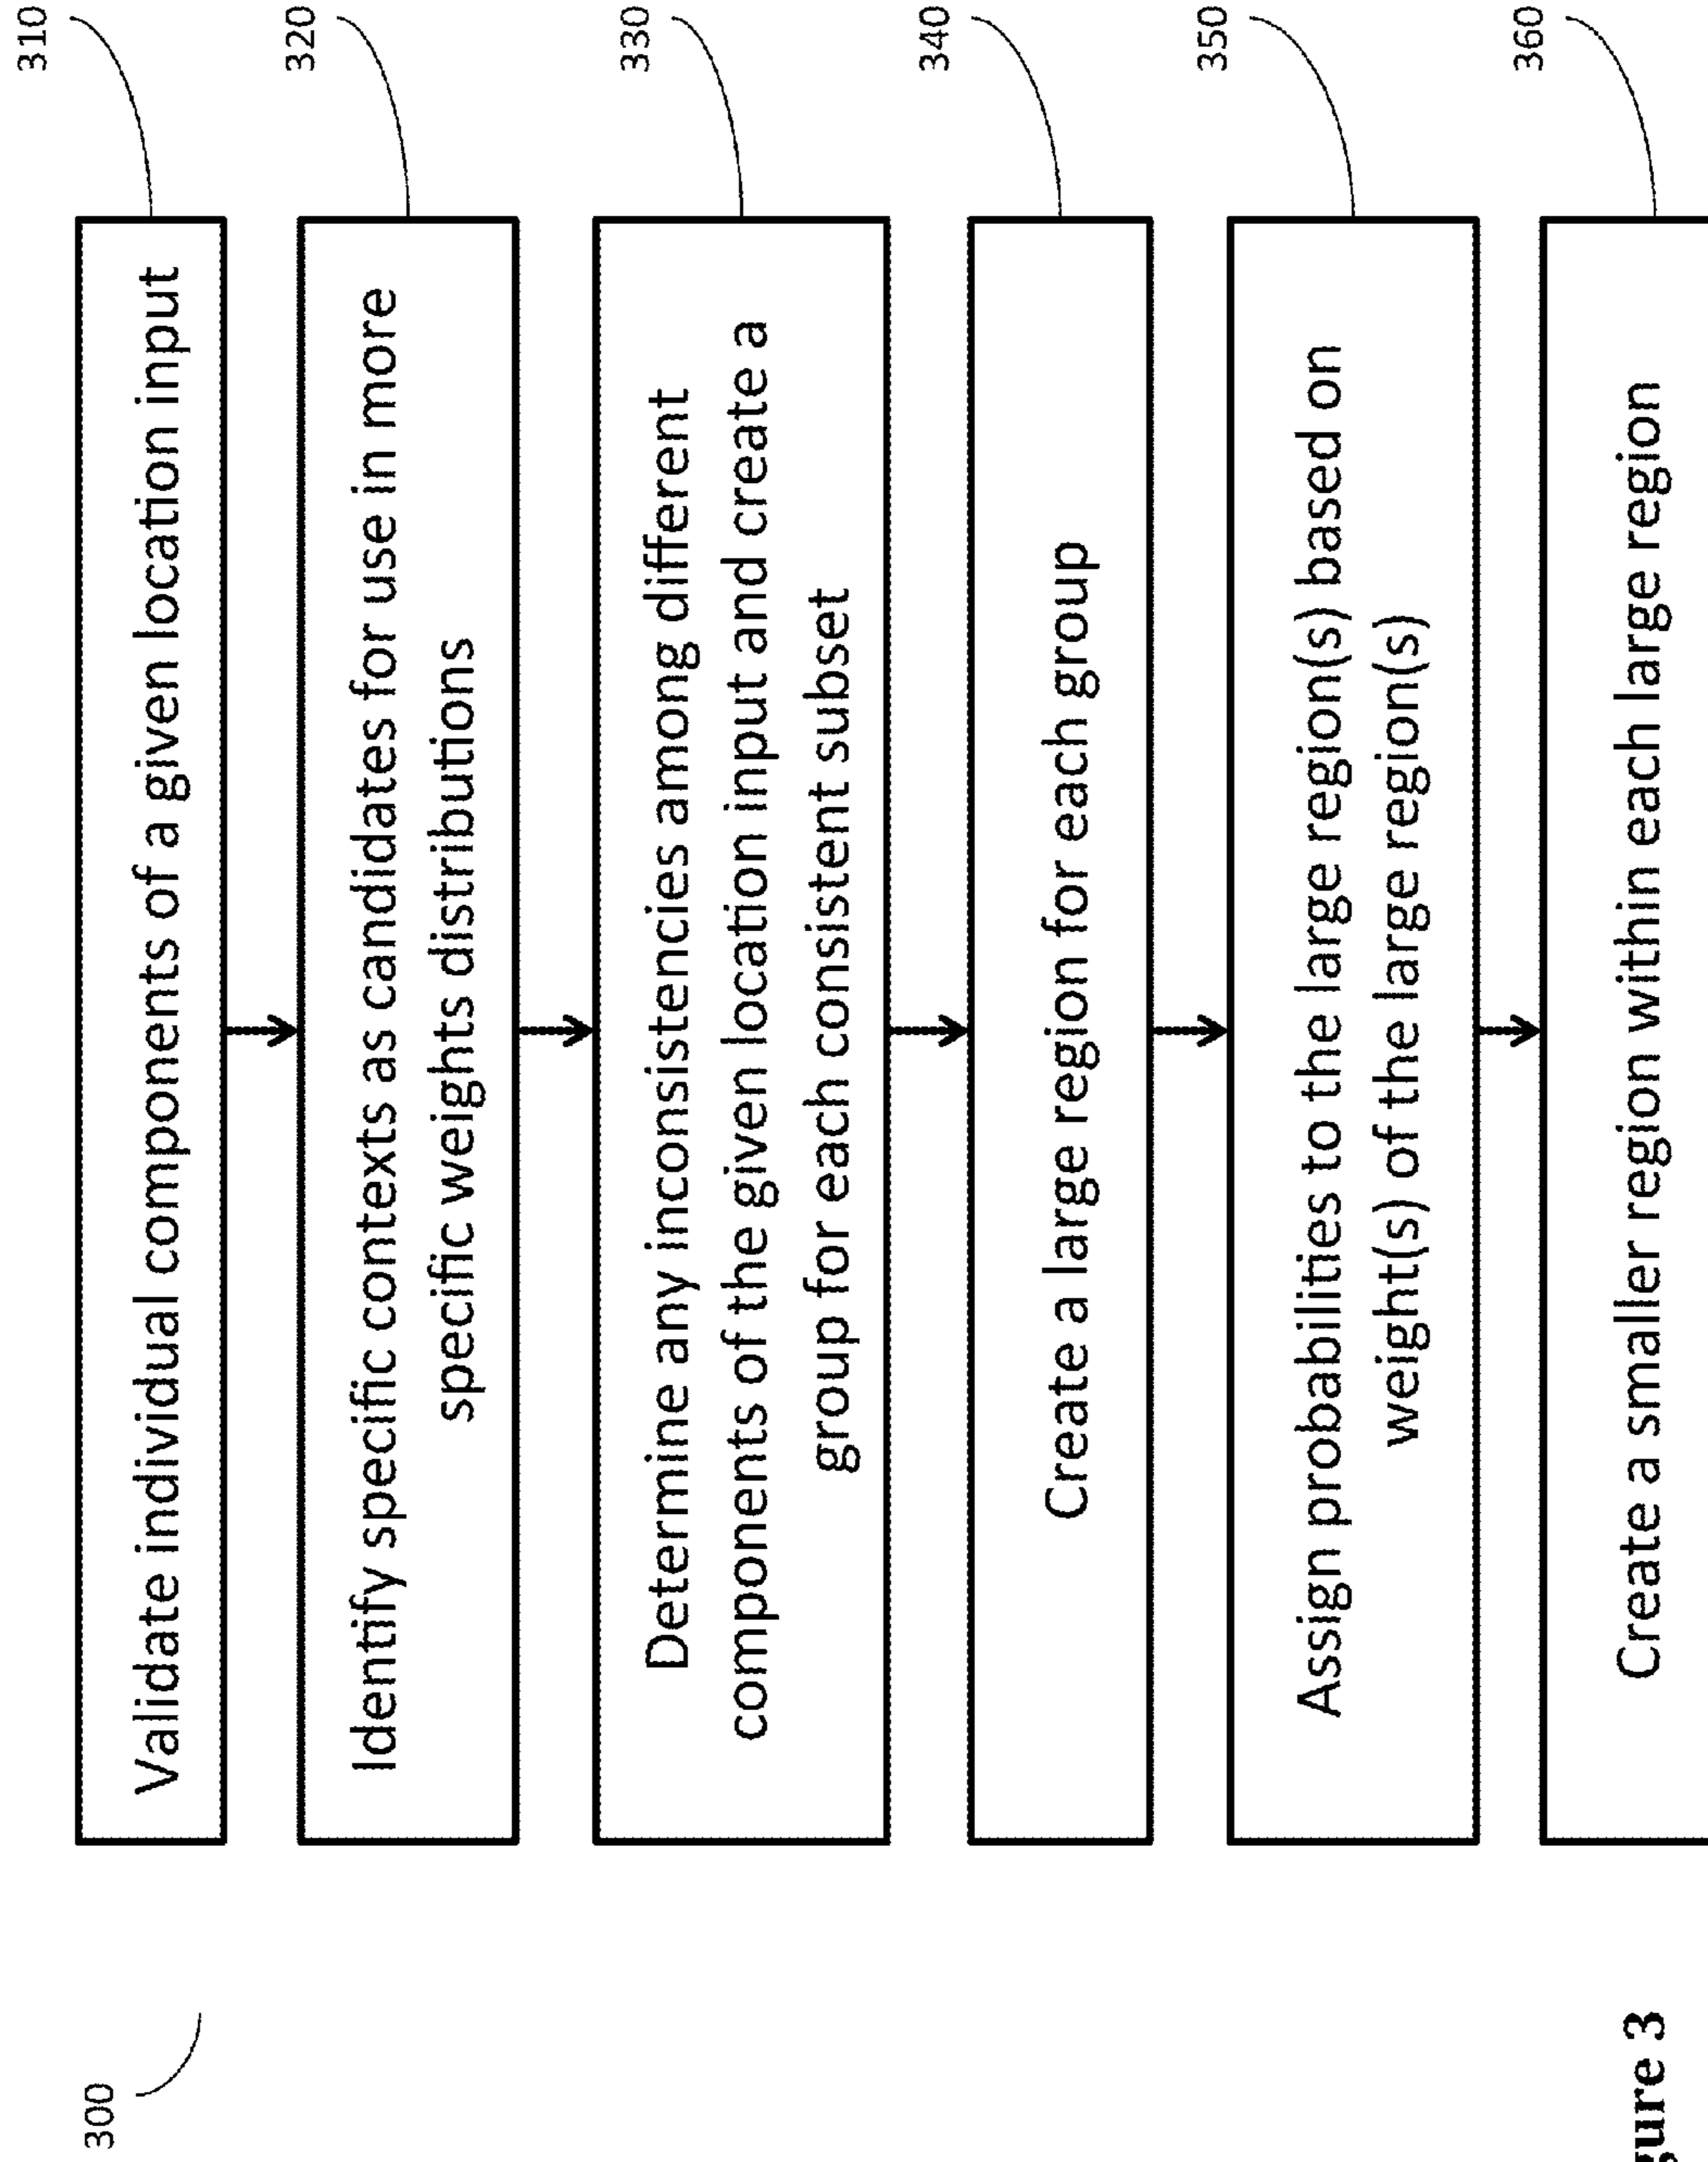 300
310
Validate individual components of a given location input
320
Identify specific contexts as candidates for use in more
specific weights distributions
330
Determine any inconsistencies among different
components of the given location input and create a
group for each consistent subset
340
Create a large region for each group
350
Assign probabilities to the large region(s) based on
weight(s) of the large region(s)
360
Create a smaller region within each large region
gure 3